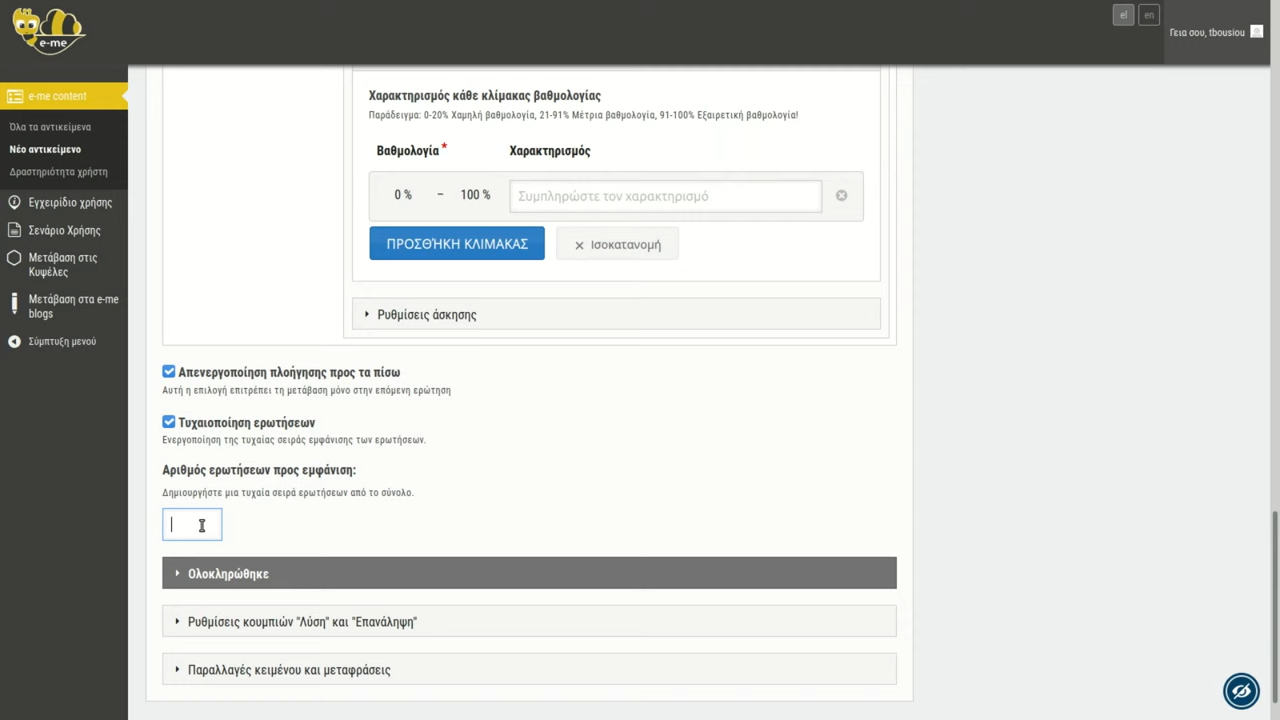 e-me
el
en
Γεια σου, tbousiou
e-me content
Όλα τα αντικείμενα
Νέο αντικείμενο
Δραστηριότητα χρήστη
Εγχειρίδιο χρήσης
Σενάριο Χρήσης
Μετάβαση στις
Κυψέλες
Μετάβαση στα e-me
blogs
Σύμπτυξη μενού
Χαρακτηρισμός κάθε κλίμακας βαθμολογίας
Παράδειγμα: 0-20% Χαμηλή βαθμολογία, 21-91% Μέτρια βαθμολογία, 91-100% Εξαιρετική βαθμολογία!
Βαθμολογία * Χαρακτηρισμός
0 % – 100 % Συμπληρώστε τον χαρακτηρισμό
ΠΡΟΣΘΉΚΗ ΚΛΙΜΑΚΑΣ
Ισοκατανομή
Ρυθμίσεις άσκησης
Απενεργοποίηση πλοήγησης προς τα πίσω
Αυτή η επιλογή επιτρέπει τη μετάβαση μόνο στην επόμενη ερώτηση
Τυχαιοποίηση ερωτήσεων
Ενεργοποίηση της τυχαίας σειράς εμφάνισης των ερωτήσεων.
Αριθμός ερωτήσεων προς εμφάνιση:
Δημιουργήστε μια τυχαία σειρά ερωτήσεων από το σύνολο.
Ολοκληρώθηκε
Ρυθμίσεις κουμπιών "Λύση" και "Επανάληψη"
Παραλλαγές κειμένου και μεταφράσεις